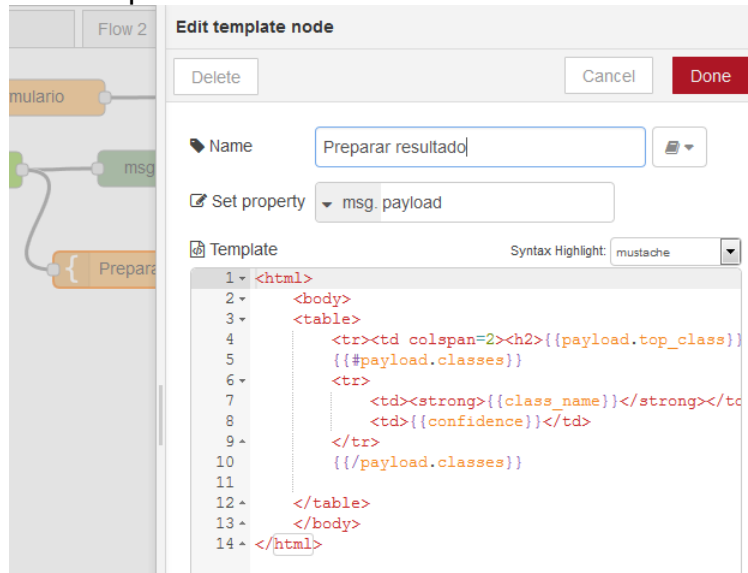 Flow 2
Edit template node
Delete
Cancel
Done
mulario
Name
Preparar resultado
msg
Set property
msg. payload
Template
Syntax Highlight: mustache
Prepara
1 <html>
2 <body>
3 <table>
4 <tr><td colspan=2><h2>{{payload.top_class}}
5 {{#payload.classes}}
6 <tr>
7 <td><strong>{{class_name}}</strong></td
8 <td>{{confidence}}</td>
9 </tr>
10 {{/payload.classes}}
11
12 </table>
13 </body>
14 </html>